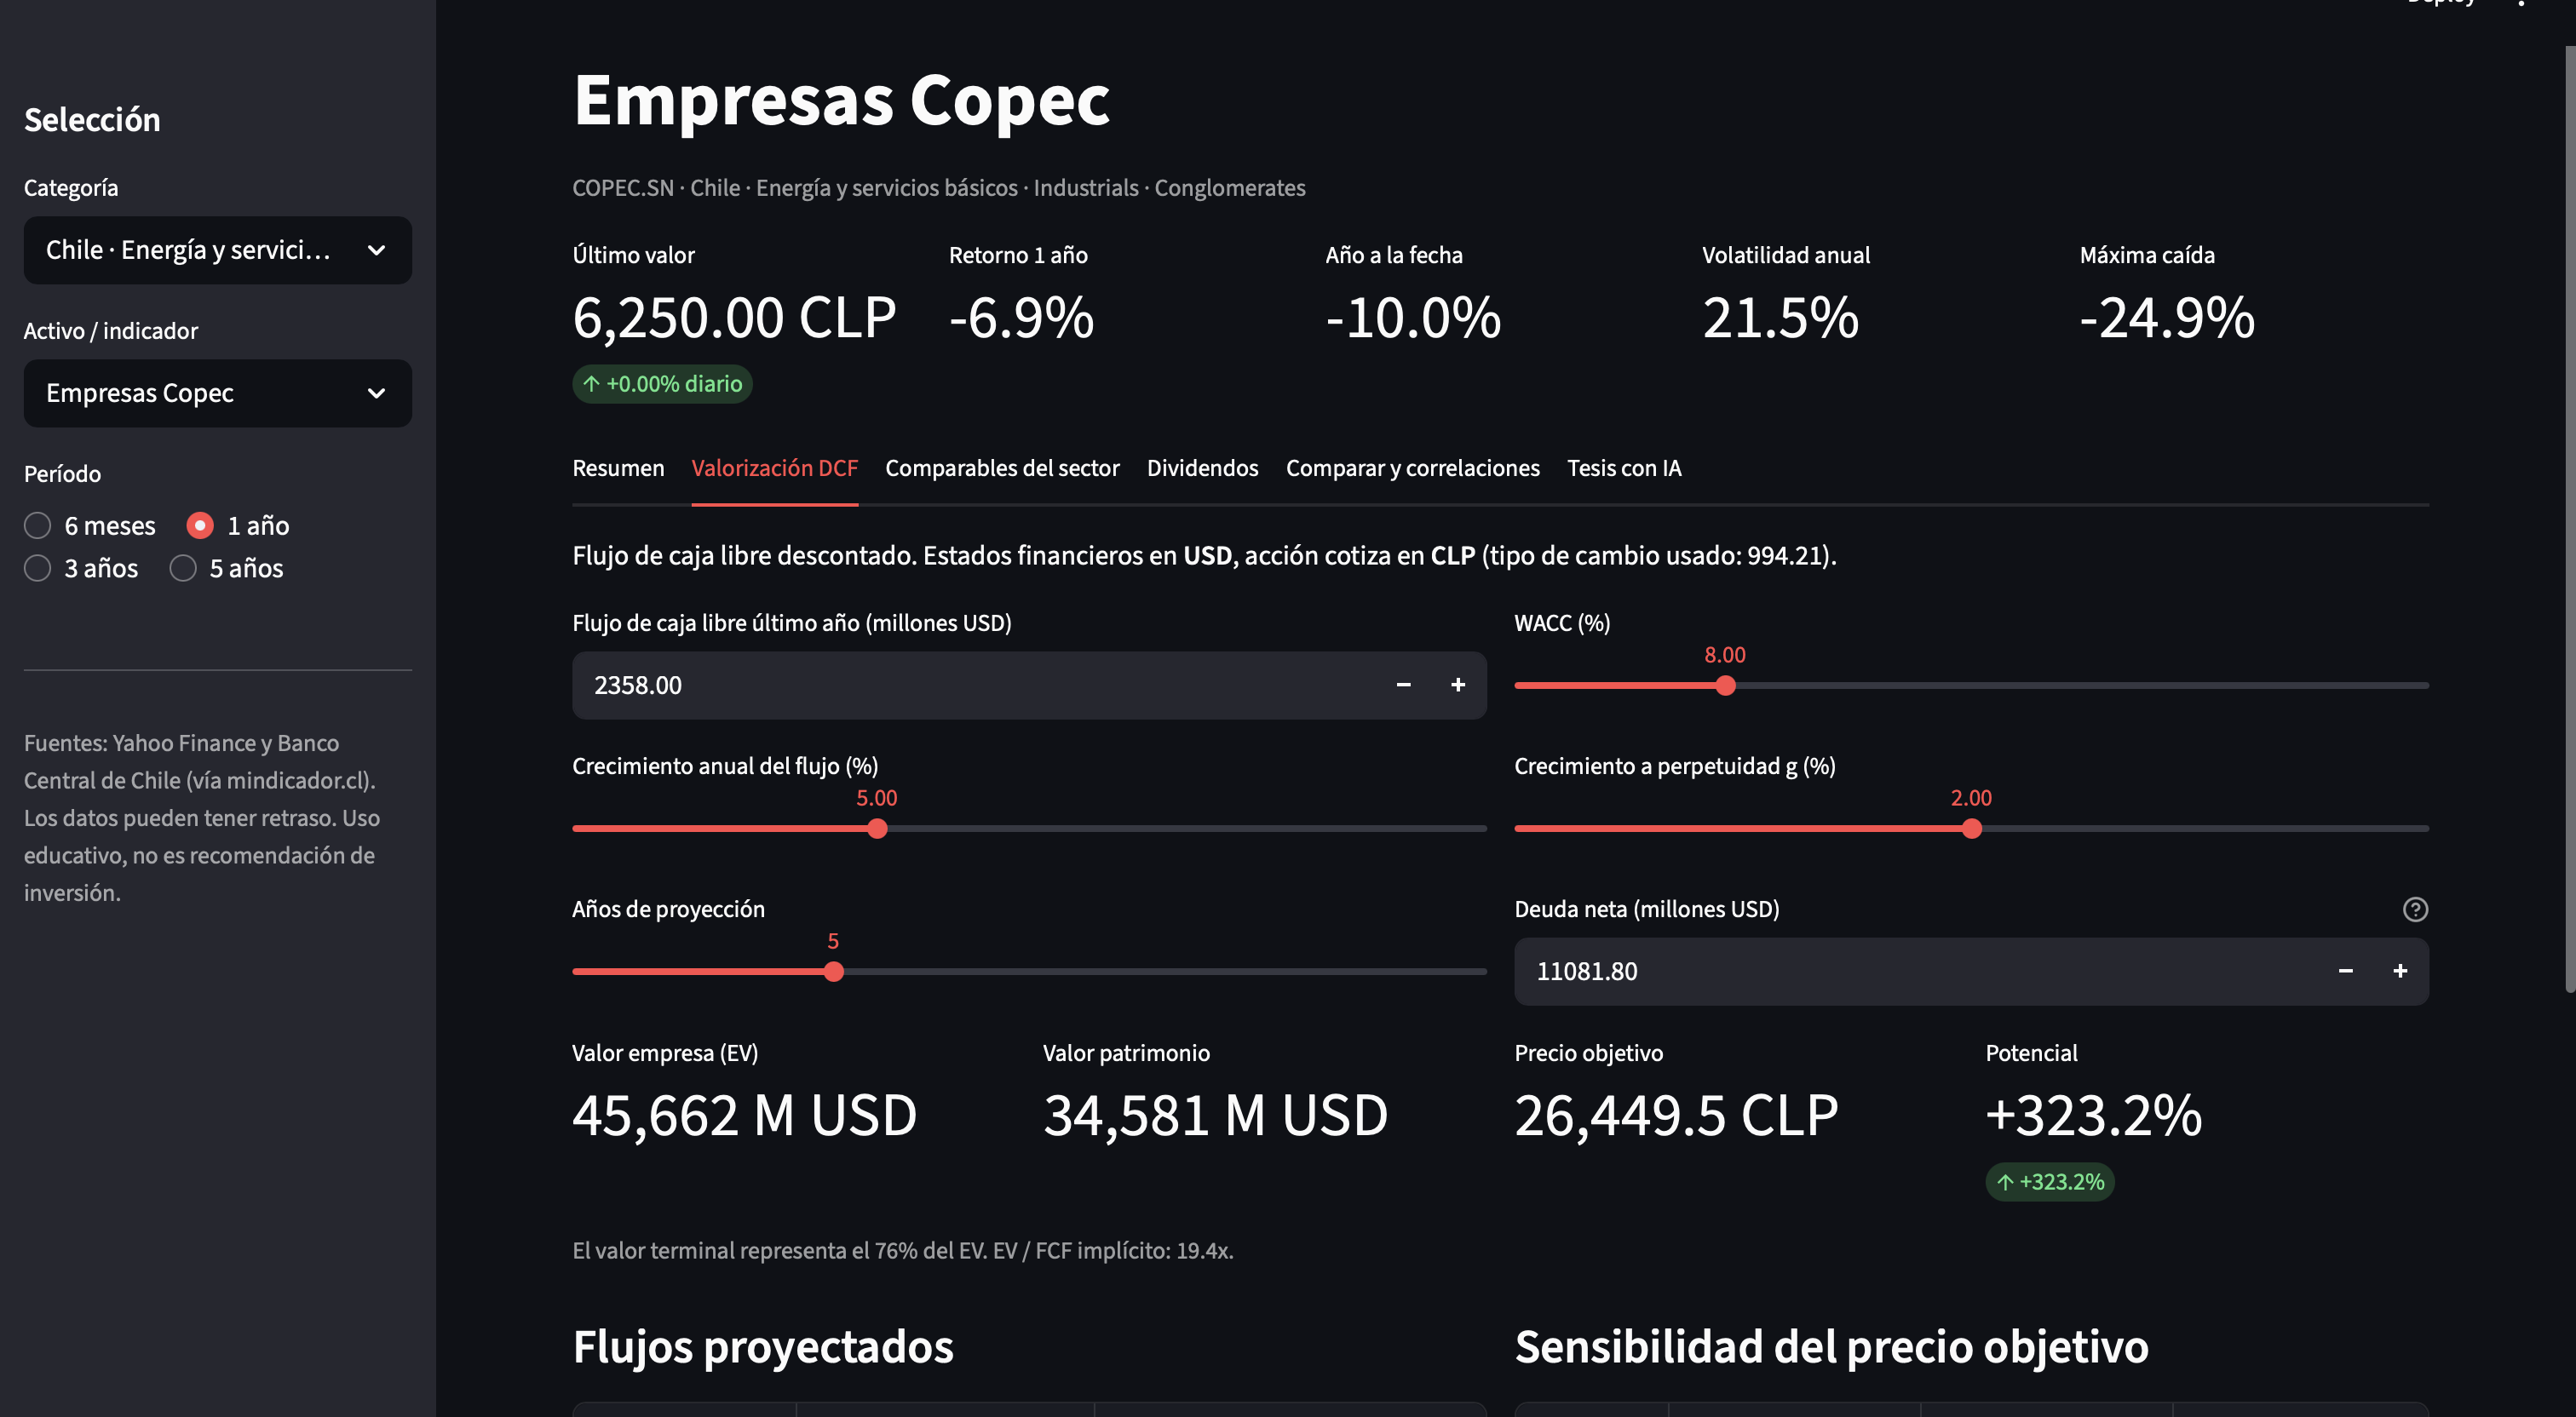 Deploy
Selección
Categoría
Chile · Energía y servici…
Activo / indicador
Empresas Copec
Período
6 meses
1 año
3 años
5 años
Fuentes: Yahoo Finance y Banco
Central de Chile (vía mindicador.cl).
Los datos pueden tener retraso. Uso
educativo, no es recomendación de
inversión.
Empresas Copec
COPEC.SN · Chile · Energía y servicios básicos · Industrials · Conglomerates
Último valor
6,250.00 CLP
↑ +0.00% diario
Retorno 1 año
-6.9%
Año a la fecha
-10.0%
Volatilidad anual
21.5%
Máxima caída
-24.9%
Resumen Valorización DCF Comparables del sector Dividendos Comparar y correlaciones Tesis con IA
Flujo de caja libre descontado. Estados financieros en USD, acción cotiza en CLP (tipo de cambio usado: 994.21).
Flujo de caja libre último año (millones USD)
2358.00 − +
WACC (%)
8.00
Crecimiento anual del flujo (%)
5.00
Crecimiento a perpetuidad g (%)
2.00
Años de proyección
5
Deuda neta (millones USD)
11081.80 − +
Valor empresa (EV)
45,662 M USD
Valor patrimonio
34,581 M USD
Precio objetivo
26,449.5 CLP
Potencial
+323.2%
↑ +323.2%
El valor terminal representa el 76% del EV. EV / FCF implícito: 19.4x.
Flujos proyectados
Sensibilidad del precio objetivo